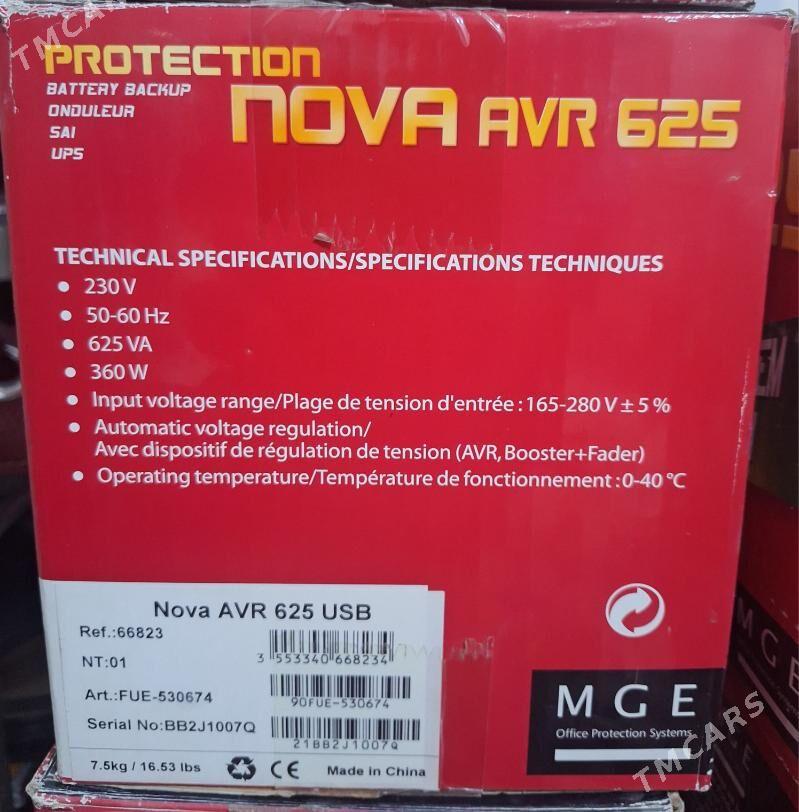 TMCARS
PROTECTION
BATTERY BACKUP
ONDULEUR
SAI
UPS
NOVA AVR 625
TECHNICAL SPECIFICATIONS/SPECIFICATIONS TECHNIQUES
• 230 V
• 50-60 Hz
• 625 VA
• 360 W
• Input voltage range/Plage de tension d'entrée : 165-280 V ± 5 %
• Automatic voltage regulation/
Avec dispositif de régulation de tension (AVR, Booster+Fader)
• Operating temperature/Température de fonctionnement : 0-40 °C
Nova AVR 625 USB
Ref.:66823
3 553340 668234
NT:01
Art.:FUE-530674
90FUE-530674
Serial No:BB2J1007Q
21BB2J1007Q
7.5kg / 16.53 lbs
CE
Made in China
MGE
Office Protection Systems
TMCARS
MGE